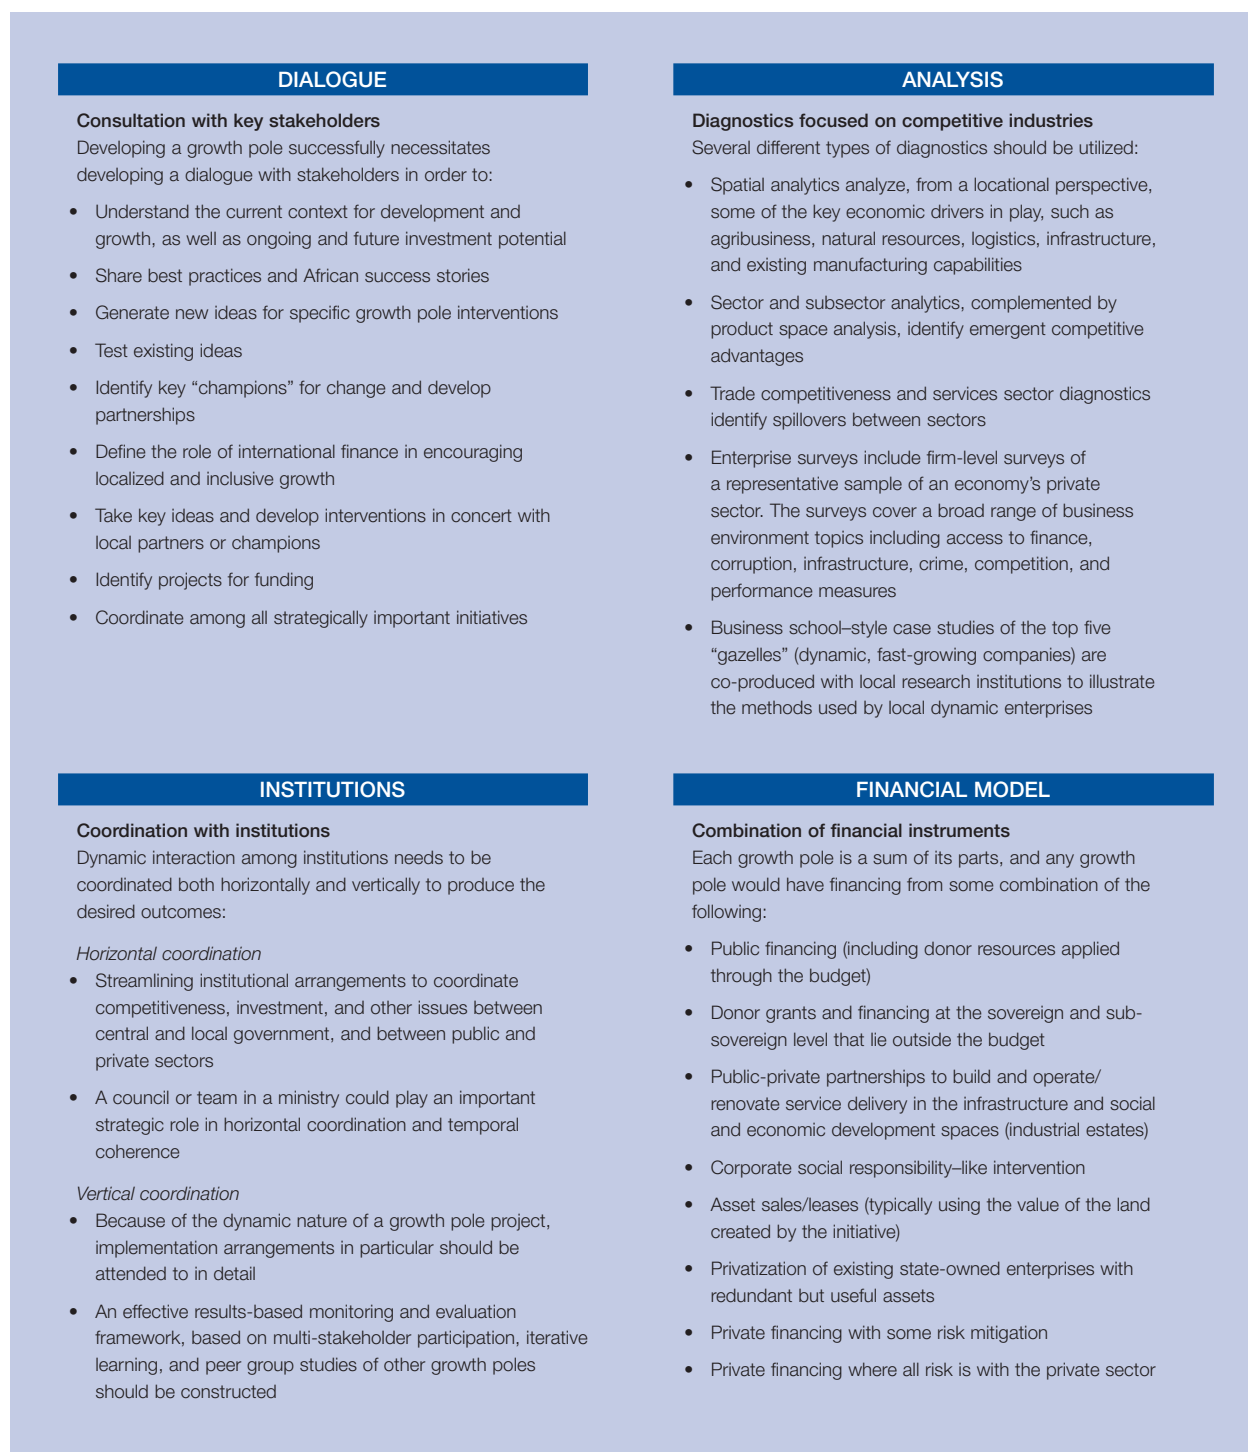 DIALOGUE
Consultation with key stakeholders
Developing a growth pole successfully necessitates
developing a dialogue with stakeholders in order to:
• Understand the current context for development and
growth, as well as ongoing and future investment potential
• Share best practices and African success stories
• Generate new ideas for specific growth pole interventions
• Test existing ideas
• Identify key “champions” for change and develop
partnerships
• Define the role of international finance in encouraging
localized and inclusive growth
• Take key ideas and develop interventions in concert with
local partners or champions
• Identify projects for funding
• Coordinate among all strategically important initiatives
ANALYSIS
Diagnostics focused on competitive industries
Several different types of diagnostics should be utilized:
• Spatial analytics analyze, from a locational perspective,
some of the key economic drivers in play, such as
agribusiness, natural resources, logistics, infrastructure,
and existing manufacturing capabilities
• Sector and subsector analytics, complemented by
product space analysis, identify emergent competitive
advantages
• Trade competitiveness and services sector diagnostics
identify spillovers between sectors
• Enterprise surveys include firm-level surveys of
a representative sample of an economy’s private
sector. The surveys cover a broad range of business
environment topics including access to finance,
corruption, infrastructure, crime, competition, and
performance measures
• Business school–style case studies of the top five
“gazelles” (dynamic, fast-growing companies) are
co-produced with local research institutions to illustrate
the methods used by local dynamic enterprises
INSTITUTIONS
Coordination with institutions
Dynamic interaction among institutions needs to be
coordinated both horizontally and vertically to produce the
desired outcomes:
Horizontal coordination
• Streamlining institutional arrangements to coordinate
competitiveness, investment, and other issues between
central and local government, and between public and
private sectors
• A council or team in a ministry could play an important
strategic role in horizontal coordination and temporal
coherence
Vertical coordination
• Because of the dynamic nature of a growth pole project,
implementation arrangements in particular should be
attended to in detail
• An effective results-based monitoring and evaluation
framework, based on multi-stakeholder participation, iterative
learning, and peer group studies of other growth poles
should be constructed
FINANCIAL MODEL
Combination of financial instruments
Each growth pole is a sum of its parts, and any growth
pole would have financing from some combination of the
following:
• Public financing (including donor resources applied
through the budget)
• Donor grants and financing at the sovereign and sub-
sovereign level that lie outside the budget
• Public-private partnerships to build and operate/
renovate service delivery in the infrastructure and social
and economic development spaces (industrial estates)
• Corporate social responsibility–like intervention
• Asset sales/leases (typically using the value of the land
created by the initiative)
• Privatization of existing state-owned enterprises with
redundant but useful assets
• Private financing with some risk mitigation
• Private financing where all risk is with the private sector